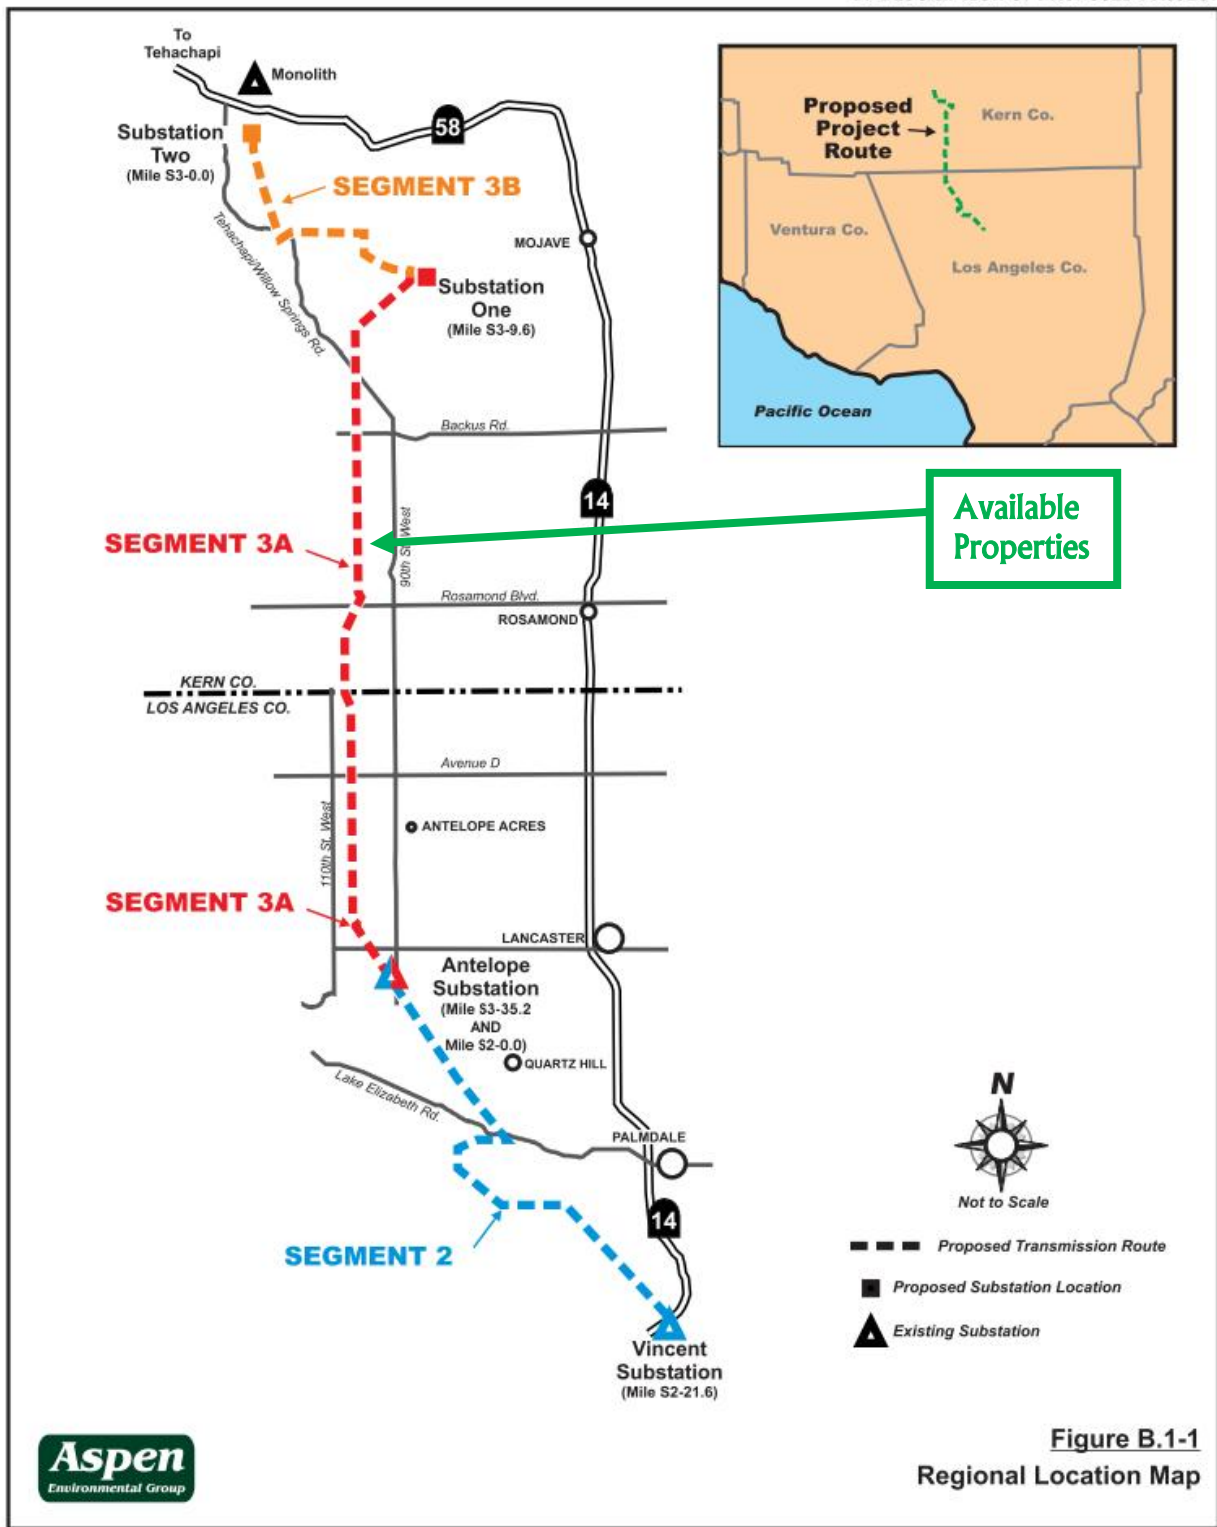 To
Tehachapi
Monolith
58
Substation
Two
(Mile S3-0.0)
SEGMENT 3B
Tehachapi/Willow Springs Rd.
MOJAVE
Substation
One
(Mile S3-9.6)
Backus Rd.
14
SEGMENT 3A
90th St. West
Rosamond Blvd.
ROSAMOND
KERN CO.
LOS ANGELES CO.
Avenue D
110th St. West
ANTELOPE ACRES
SEGMENT 3A
LANCASTER
Antelope
Substation
(Mile S3-35.2
AND
Mile S2-0.0)
QUARTZ HILL
Lake Elizabeth Rd.
PALMDALE
14
SEGMENT 2
Vincent
Substation
(Mile S2-21.6)
Proposed
Project
Route
Kern Co.
Ventura Co.
Los Angeles Co.
Pacific Ocean
Available
Properties
N
Not to Scale
Proposed Transmission Route
Proposed Substation Location
Existing Substation
Aspen
Environmental Group
Figure B.1-1
Regional Location Map